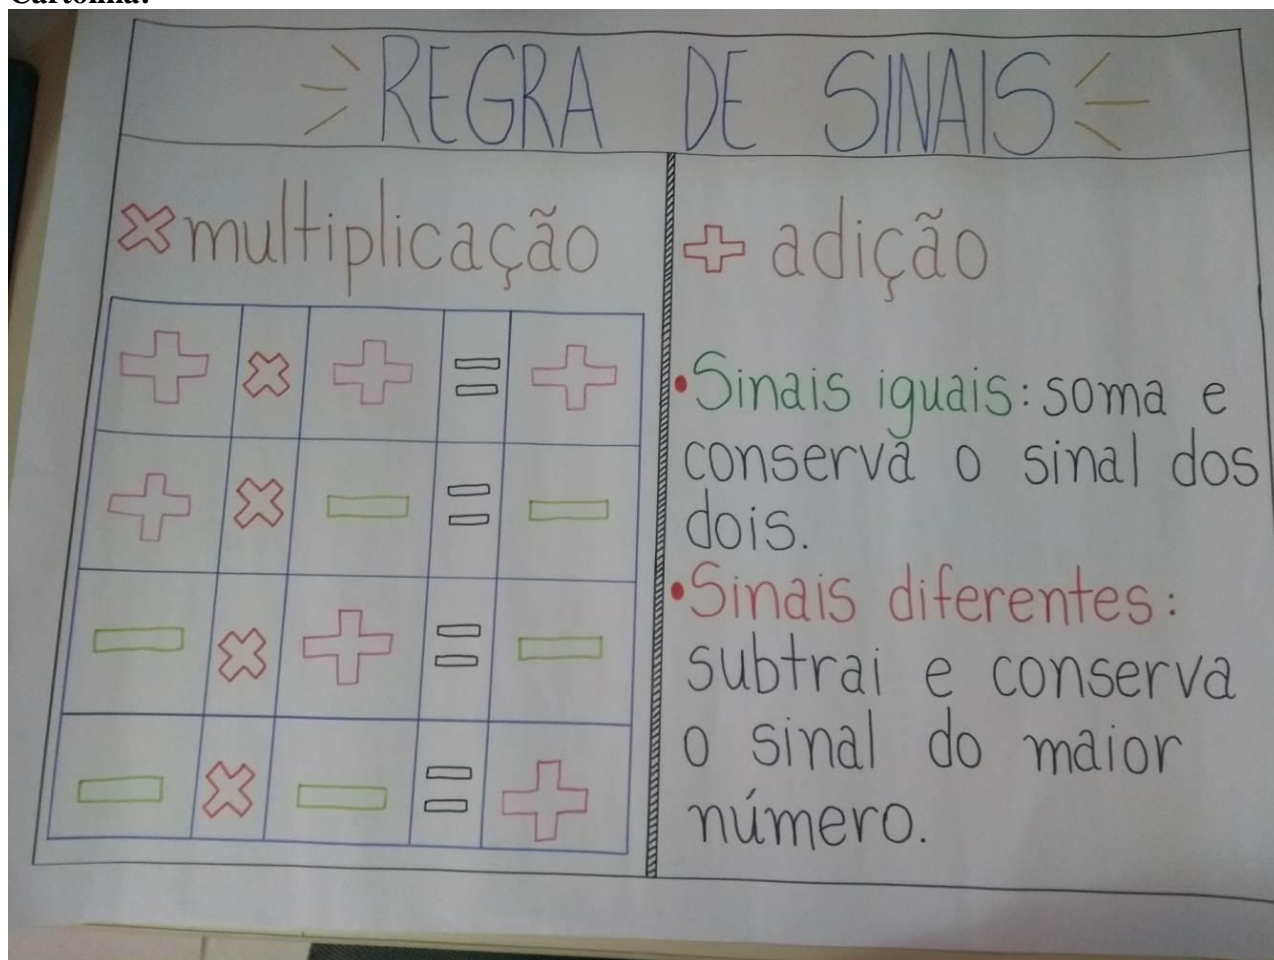 Cartolina:
REGRA DE SINAIS
× multiplicação
+ × + = +
+ × - = -
- × + = -
- × - = +
+ adição
•Sinais iguais: soma e
conserva o sinal dos
dois.
•Sinais diferentes:
subtrai e conserva
o sinal do maior
número.